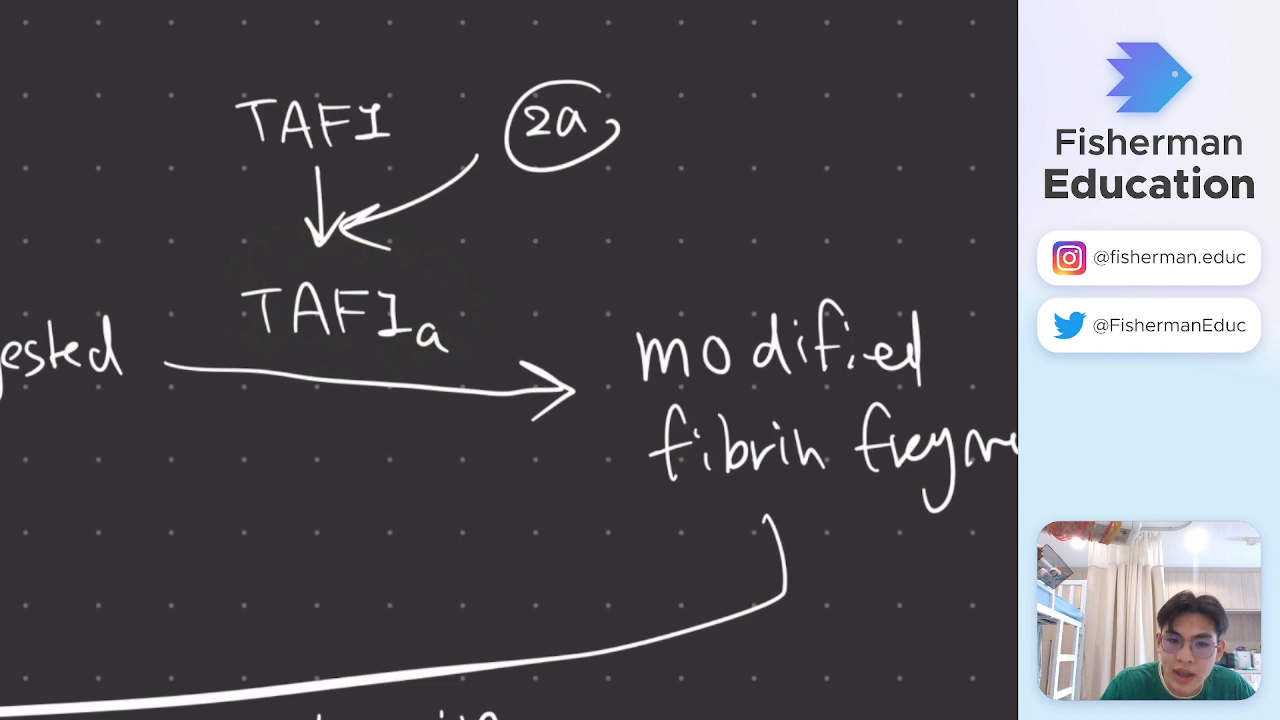 TAFI
2a
TAFIa
ested
modified
fibrin
Fisherman
Education
@fisherman.educ
@FishermanEduc